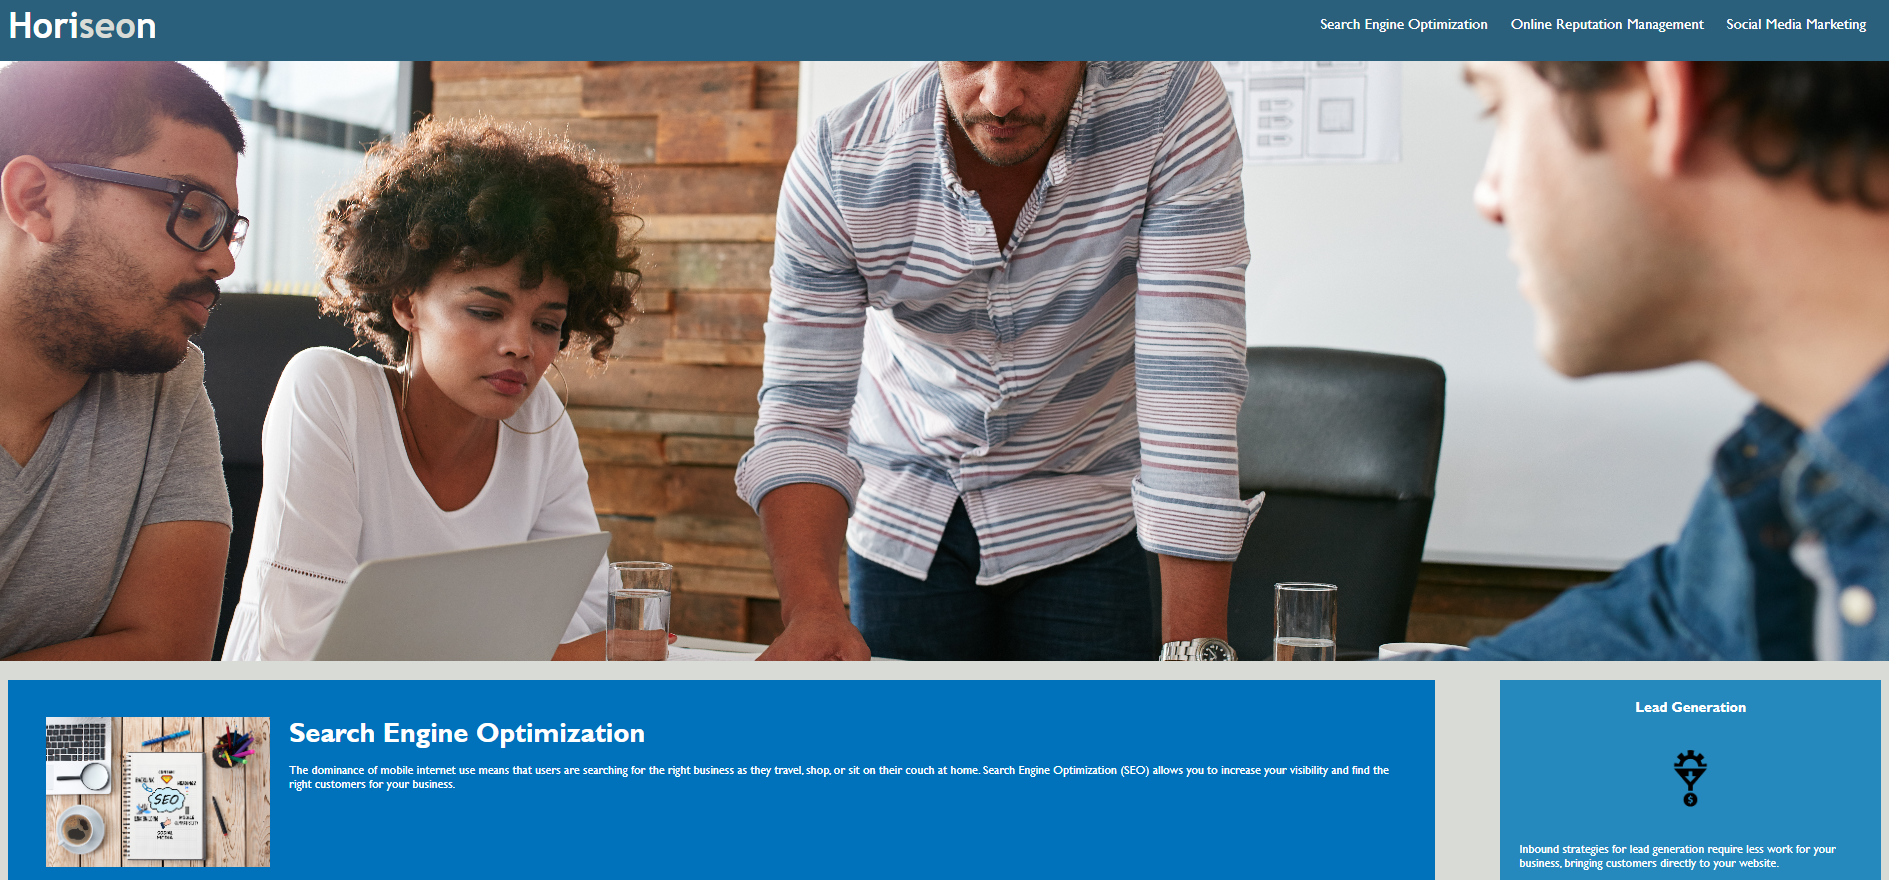 Horiseon
Search Engine Optimization
Online Reputation Management
Social Media Marketing
Search Engine Optimization
The dominance of mobile internet use means that users are searching for the right business as they travel, shop, or sit on their couch at home. Search Engine Optimization (SEO) allows you to increase your visibility and find the
right customers for your business.
SEO
SOCIAL
MEDIA
Lead Generation
$
Inbound strategies for lead generation require less work for your
business, bringing customers directly to your website.